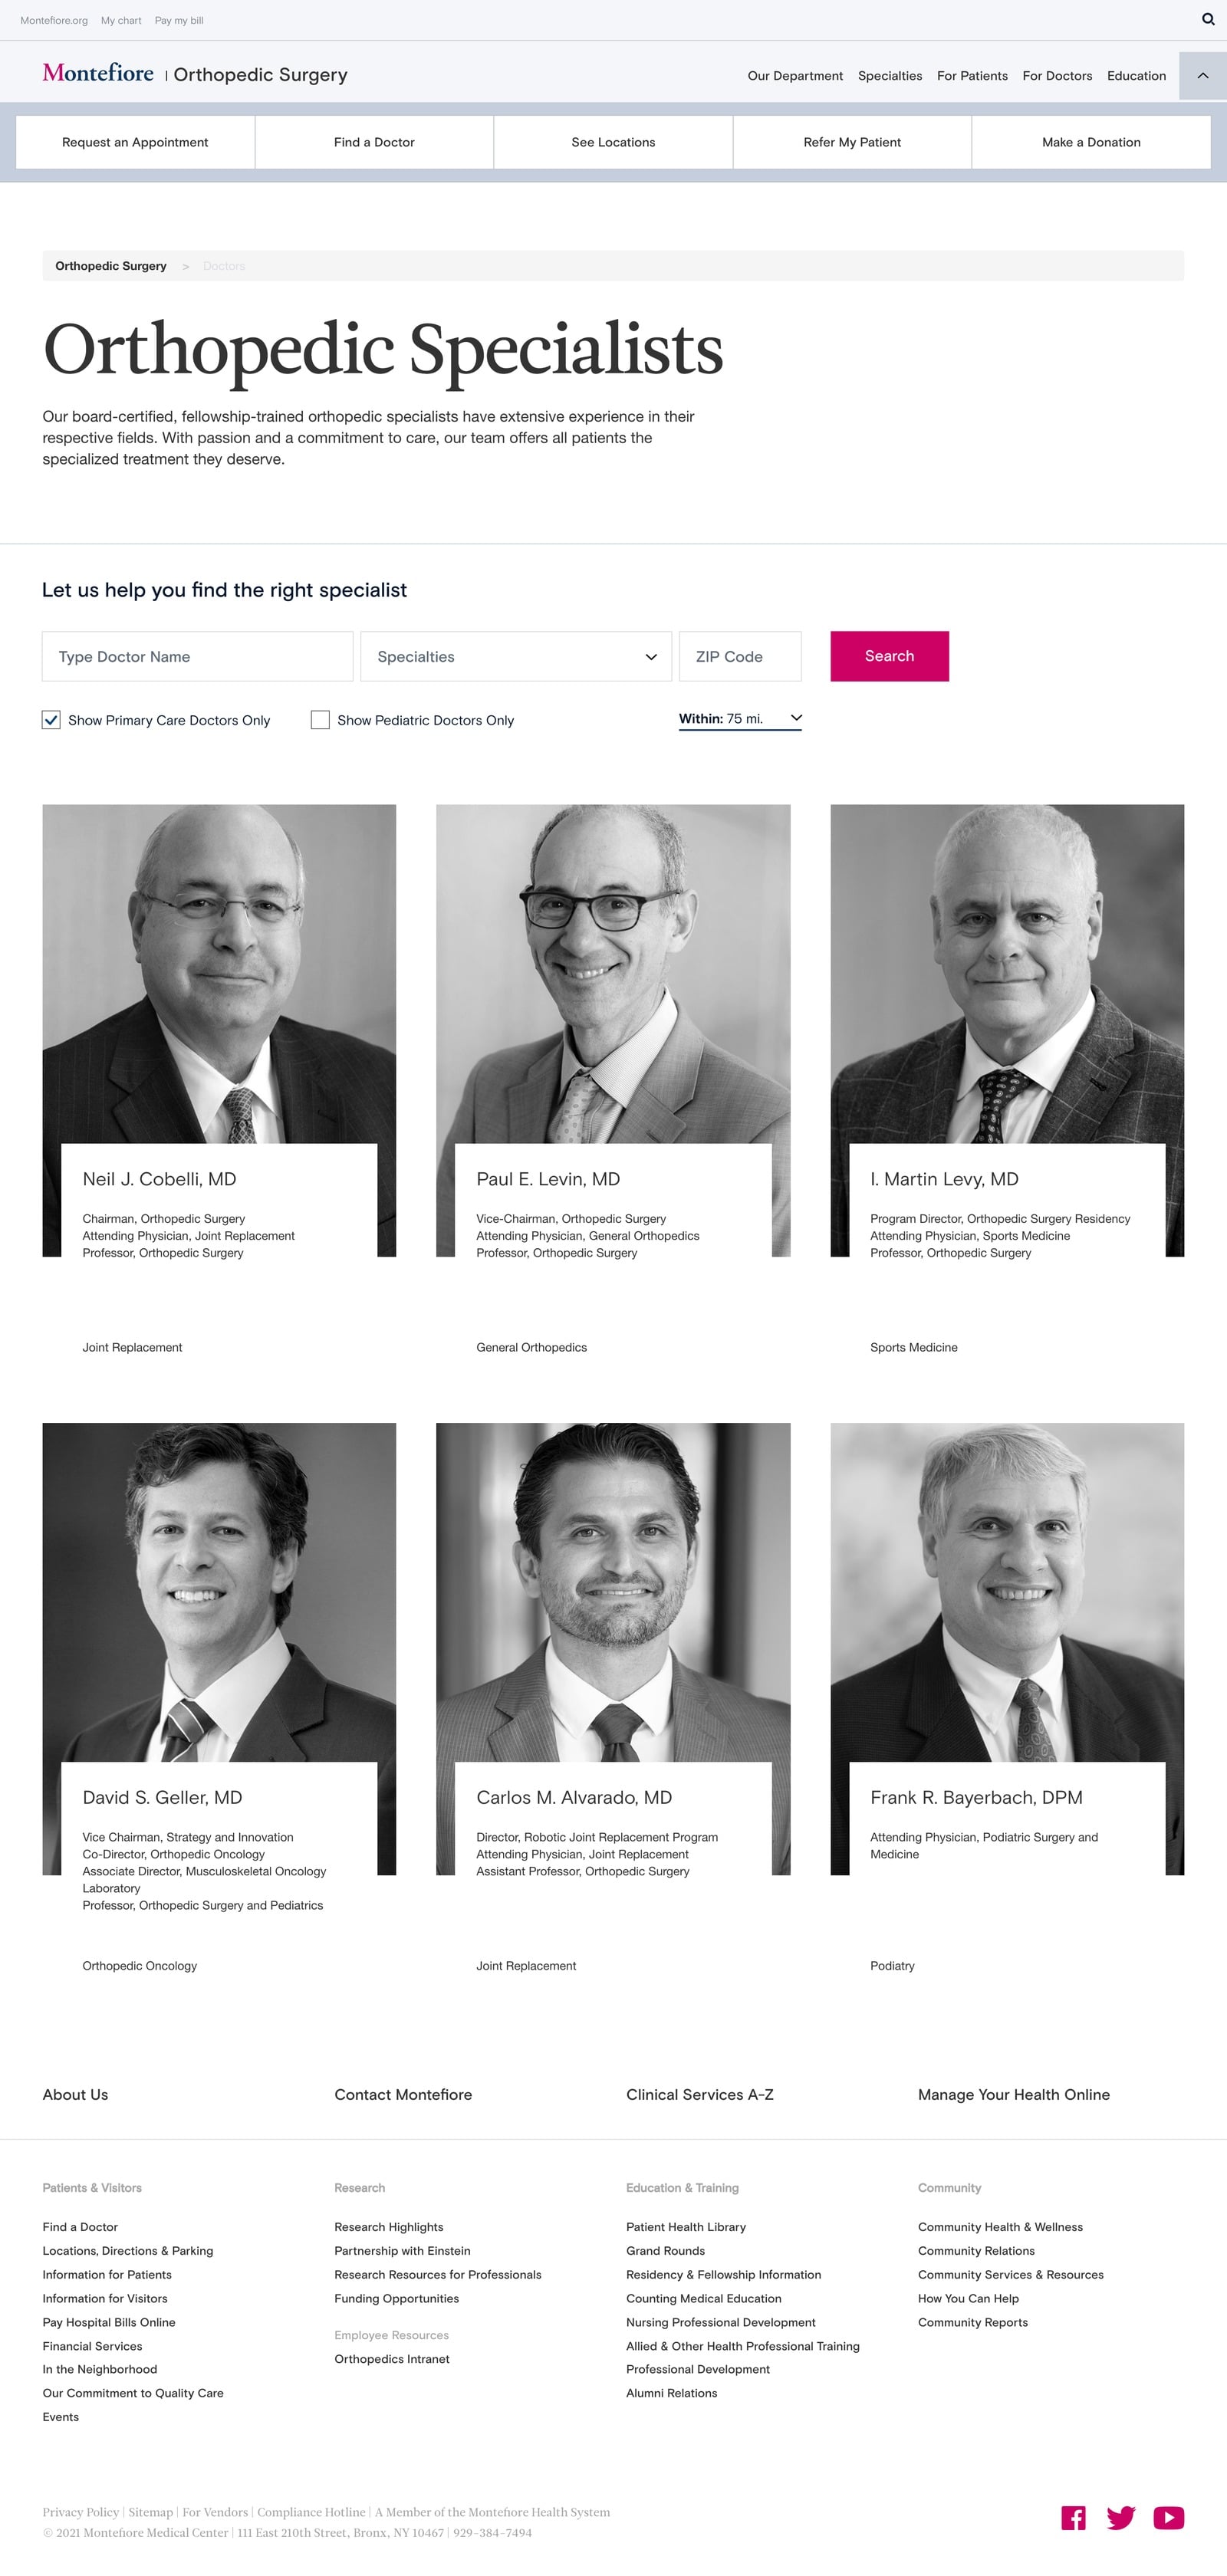 Montefiore.org My chart Pay my bill
Montefiore | Orthopedic Surgery
Our Department Specialties For Patients For Doctors Education
Request an Appointment
Find a Doctor
See Locations
Refer My Patient
Make a Donation
Orthopedic Surgery > Doctors
Orthopedic Specialists
Our board-certified, fellowship-trained orthopedic specialists have extensive experience in their
respective fields. With passion and a commitment to care, our team offers all patients the
specialized treatment they deserve.
Let us help you find the right specialist
Type Doctor Name
Specialties
ZIP Code
Search
Show Primary Care Doctors Only
Show Pediatric Doctors Only
Within: 75 mi.
Neil J. Cobelli, MD
Chairman, Orthopedic Surgery
Attending Physician, Joint Replacement
Professor, Orthopedic Surgery
Joint Replacement
Paul E. Levin, MD
Vice-Chairman, Orthopedic Surgery
Attending Physician, General Orthopedics
Professor, Orthopedic Surgery
General Orthopedics
I. Martin Levy, MD
Program Director, Orthopedic Surgery Residency
Attending Physician, Sports Medicine
Professor, Orthopedic Surgery
Sports Medicine
David S. Geller, MD
Vice Chairman, Strategy and Innovation
Co-Director, Orthopedic Oncology
Associate Director, Musculoskeletal Oncology
Laboratory
Professor, Orthopedic Surgery and Pediatrics
Orthopedic Oncology
Carlos M. Alvarado, MD
Director, Robotic Joint Replacement Program
Attending Physician, Joint Replacement
Assistant Professor, Orthopedic Surgery
Joint Replacement
Frank R. Bayerbach, DPM
Attending Physician, Podiatric Surgery and
Medicine
Podiatry
About Us
Contact Montefiore
Clinical Services A-Z
Manage Your Health Online
Patients & Visitors
Find a Doctor
Locations, Directions & Parking
Information for Patients
Information for Visitors
Pay Hospital Bills Online
Financial Services
In the Neighborhood
Our Commitment to Quality Care
Events
Research
Research Highlights
Partnership with Einstein
Research Resources for Professionals
Funding Opportunities
Employee Resources
Orthopedics Intranet
Education & Training
Patient Health Library
Grand Rounds
Residency & Fellowship Information
Counting Medical Education
Nursing Professional Development
Allied & Other Health Professional Training
Professional Development
Alumni Relations
Community
Community Health & Wellness
Community Relations
Community Services & Resources
How You Can Help
Community Reports
Privacy Policy | Sitemap | For Vendors | Compliance Hotline | A Member of the Montefiore Health System
© 2021 Montefiore Medical Center | 111 East 210th Street, Bronx, NY 10467 | 929-384-7494